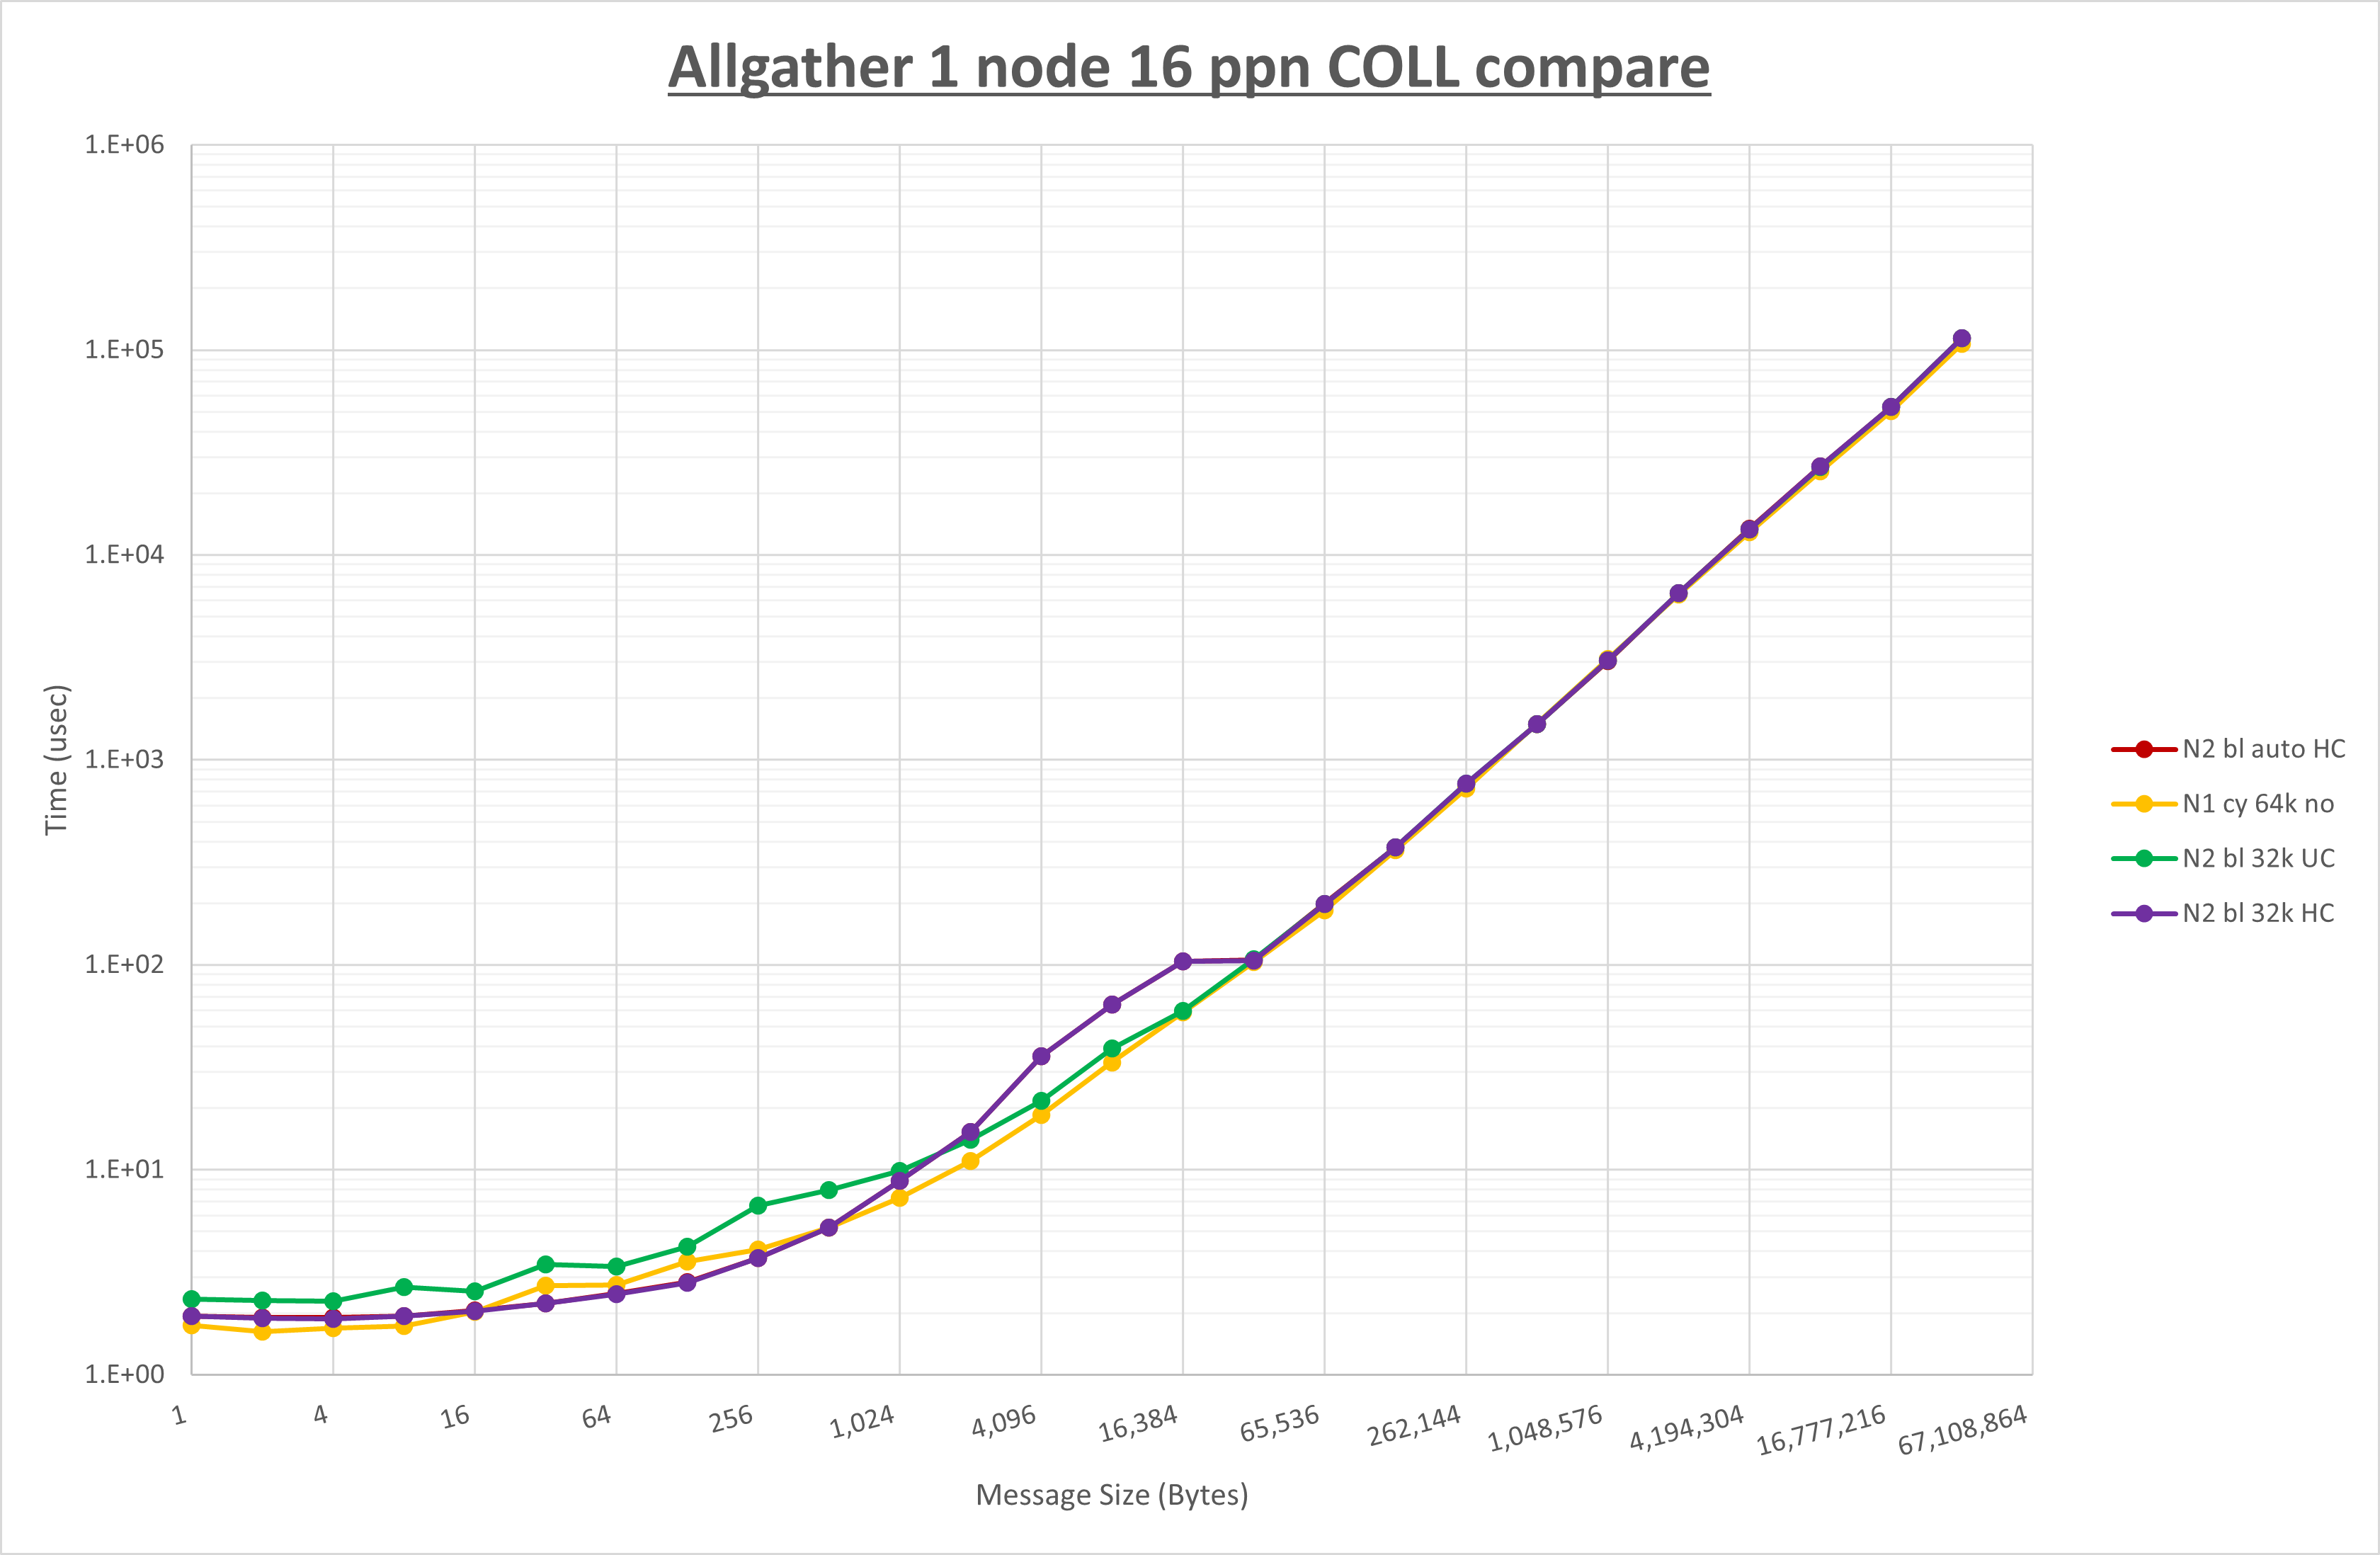 Allgather 1 node 16 ppn COLL compare
1.E+06
1.E+05
1.E+04
1.E+03
1.E+02
1.E+01
1.E+00
Time (usec)
1
4
16
64
256
1,024
4,096
16,384
65,536
262,144
1,048,576
4,194,304
16,777,216
67,108,864
Message Size (Bytes)
N2 bl auto HC
N1 cy 64k no
N2 bl 32k UC
N2 bl 32k HC